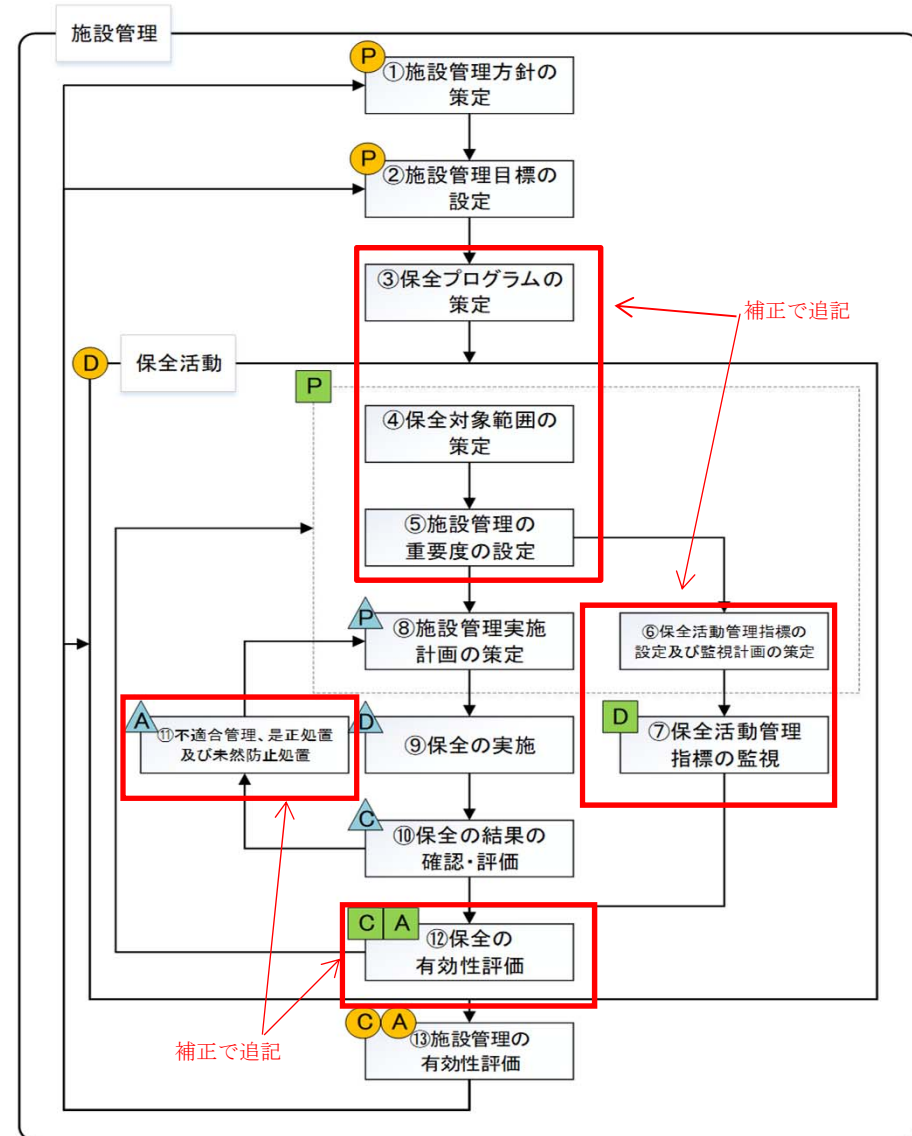 施設管理
P
①施設管理方針の
策定
P
②施設管理目標の
設定
③保全プログラムの
策定
補正で追記
D
保全活動
P
④保全対象範囲の
策定
⑤施設管理の
重要度の設定
P
⑧施設管理実施
計画の策定
⑥保全活動管理指標の
設定及び監視計画の策定
A
⑪不適合管理、是正処置
及び未然防止処置
D
⑨保全の実施
D
⑦保全活動管理
指標の監視
C
⑩保全の結果の
確認・評価
C A
⑫保全の
有効性評価
補正で追記
C A
⑬施設管理の
有効性評価